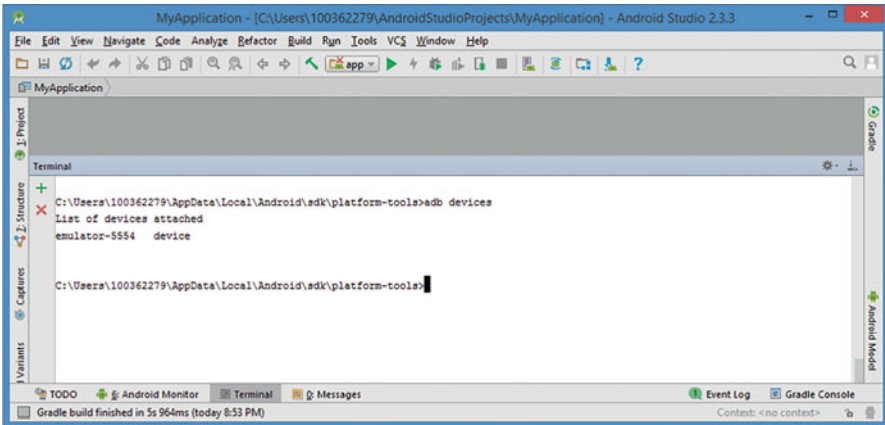 MyApplication - [C:\Users\100362279\AndroidStudioProjects\MyApplication] - Android Studio 2.3.3
File Edit View Navigate Code Analyze Refactor Build Run Tools VCS Window Help
app
MyApplication
1: Project
Gradle
Terminal
2: Structure
C:\Users\100362279\AppData\Local\Android\sdk\platform-tools>adb devices
List of devices attached
emulator-5554 device
Captures
C:\Users\100362279\AppData\Local\Android\sdk\platform-tools>
Android Model
Variants
TODO 6: Android Monitor Terminal 0: Messages 1 Event Log Gradle Console
Gradle build finished in 5s 964ms (today 8:53 PM) Context: <no context>